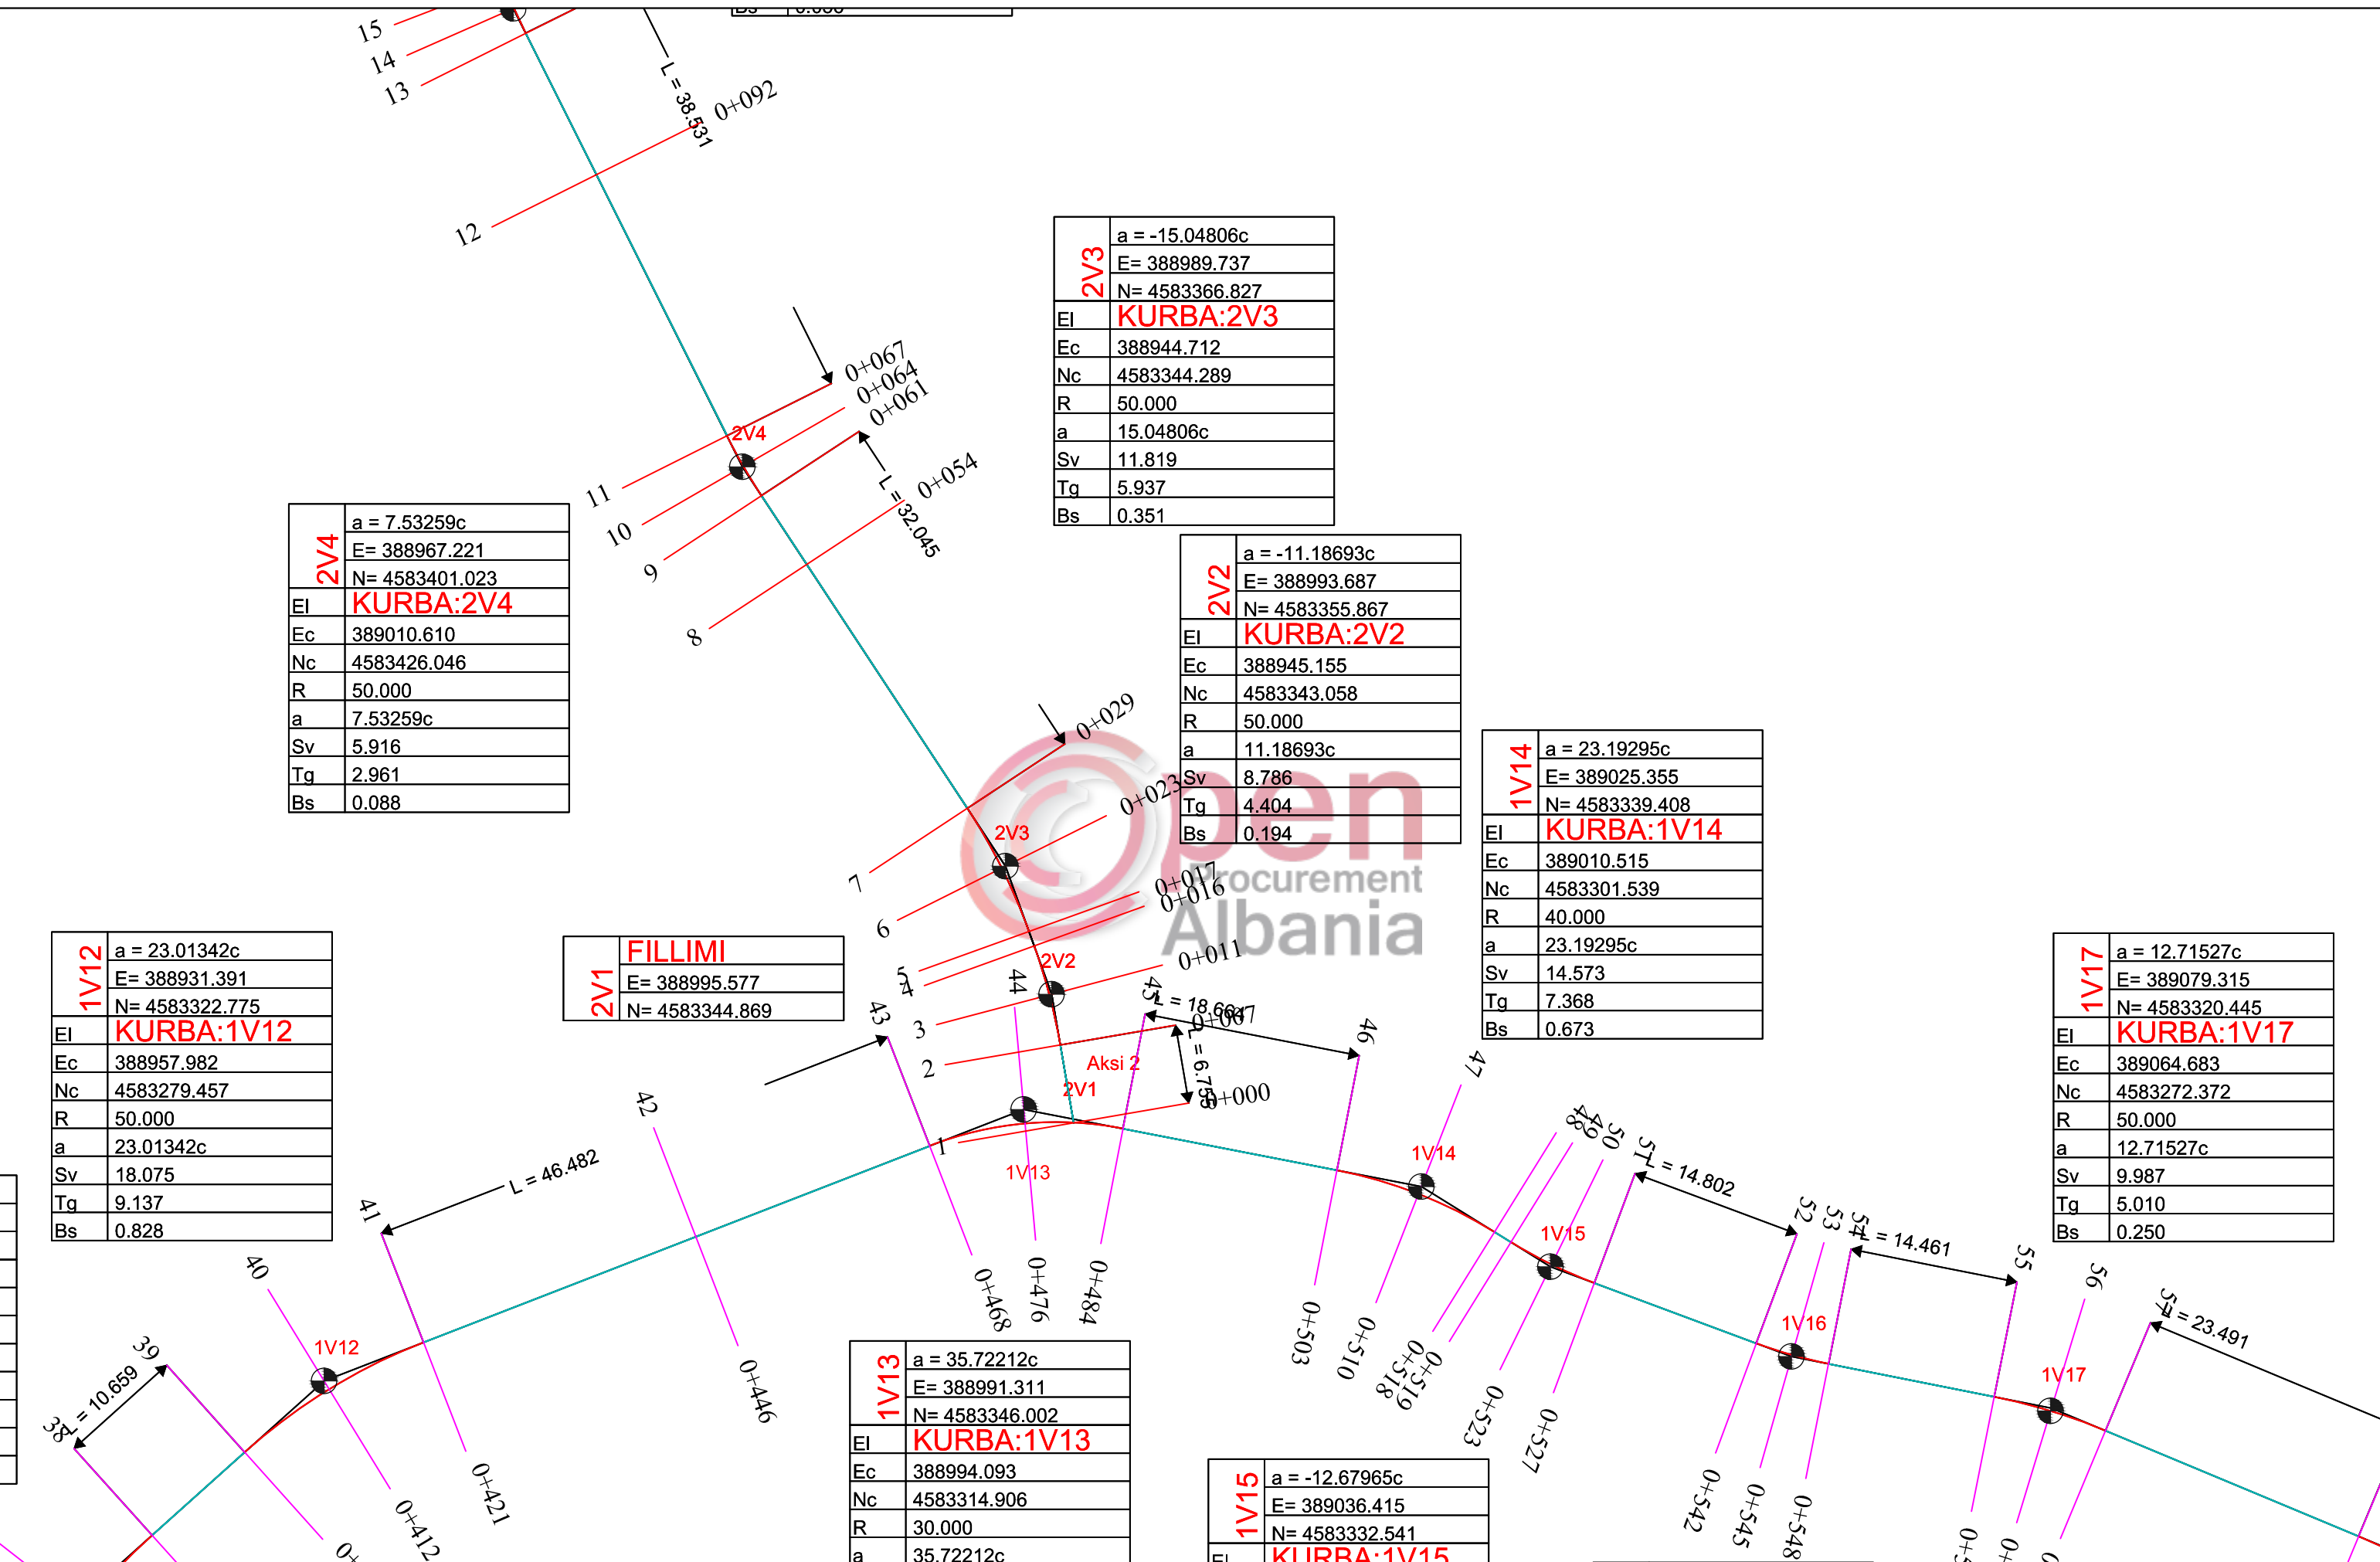 15
14
13
12
L = 38.531
0+092
0+067
0+064
0+061
2V4
11
10
9
8
L = 32.045
0+054
2V3
a = -15.04806c
E= 388989.737
N= 4583366.827
El KURBA:2V3
Ec 388944.712
Nc 4583344.289
R 50.000
a 15.04806c
Sv 11.819
Tg 5.937
Bs 0.351
2V4
a = 7.53259c
E= 388967.221
N= 4583401.023
El KURBA:2V4
Ec 389010.610
Nc 4583426.046
R 50.000
a 7.53259c
Sv 5.916
Tg 2.961
Bs 0.088
2V2
a = -11.18693c
E= 388993.687
N= 4583355.867
El KURBA:2V2
Ec 388945.155
Nc 4583343.058
R 50.000
a 11.18693c
Sv 8.786
Tg 4.404
Bs 0.194
1V14
a = 23.19295c
E= 389025.355
N= 4583339.408
El KURBA:1V14
Ec 389010.515
Nc 4583301.539
R 40.000
a 23.19295c
Sv 14.573
Tg 7.368
Bs 0.673
0+029
0+023
2V3
7
6
0+017
0+016
5
4
2V2
0+011
3
2
Open
Procurement
Albania
1V12
a = 23.01342c
E= 388931.391
N= 4583322.775
El KURBA:1V12
Ec 388957.982
Nc 4583279.457
R 50.000
a 23.01342c
Sv 18.075
Tg 9.137
Bs 0.828
2V1
FILLIMI
E= 388995.577
N= 4583344.869
1V17
a = 12.71527c
E= 389079.315
N= 4583320.445
El KURBA:1V17
Ec 389064.683
Nc 4583272.372
R 50.000
a 12.71527c
Sv 9.987
Tg 5.010
Bs 0.250
43
44
45
46
47
48
49
50
51
52
53
54
55
56
Aksi 2
2V1
0+000
1
1V13
1V14
1V15
1V16
1V17
L = 14.802
L = 14.461
L = 23.491
42
41
40
39
38
L = 46.482
L = 10.659
1V12
0+412
0+421
0+446
0+468
0+476
0+484
0+503
0+510
0+518
0+519
0+523
0+527
0+542
0+545
0+548
1V13
a = 35.72212c
E= 388991.311
N= 4583346.002
El KURBA:1V13
Ec 388994.093
Nc 4583314.906
R 30.000
a 35.72212c
1V15
a = -12.67965c
E= 389036.415
N= 4583332.541
El KURBA:1V15